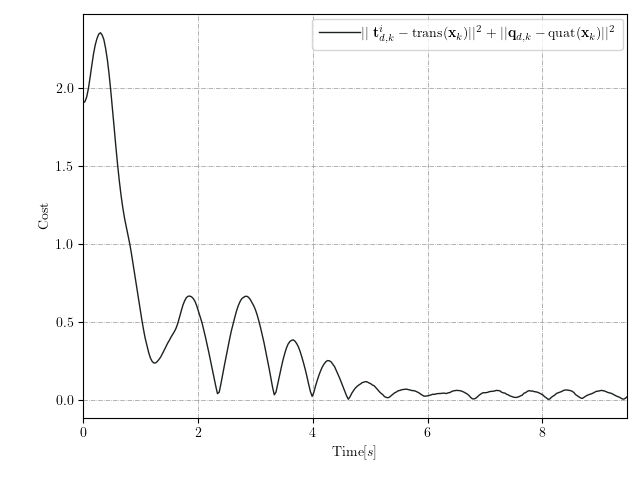 || t^i_{d,k} − trans(x_k)||^2 + ||q_{d,k} − quat(x_k)||^2
2.0
1.5
1.0
0.5
0.0
Cost
0 2 4 6 8
Time[s]